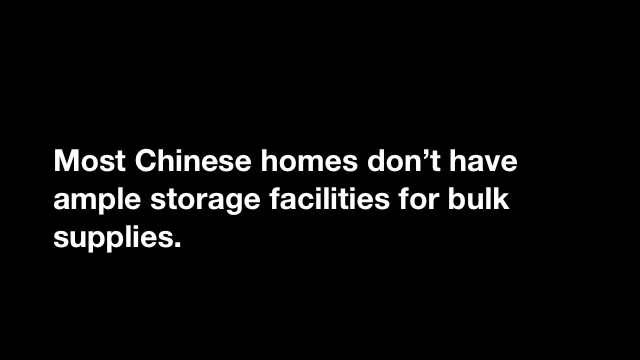 Most Chinese homes don’t have
ample storage facilities for bulk
supplies.